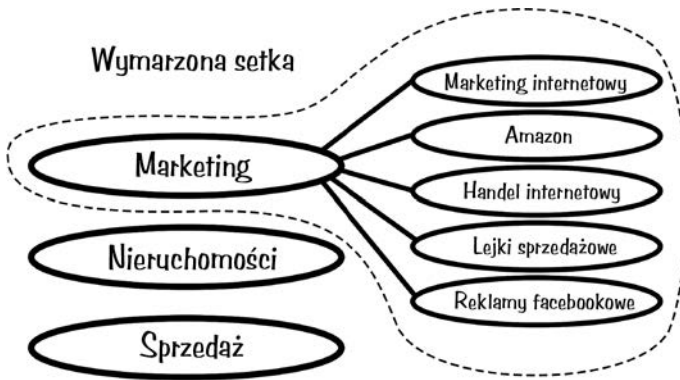 Wymarzona setka
Marketing
Nieruchomości
Sprzedaż
Marketing internetowy
Amazon
Handel internetowy
Lejki sprzedażowe
Reklamy facebookowe